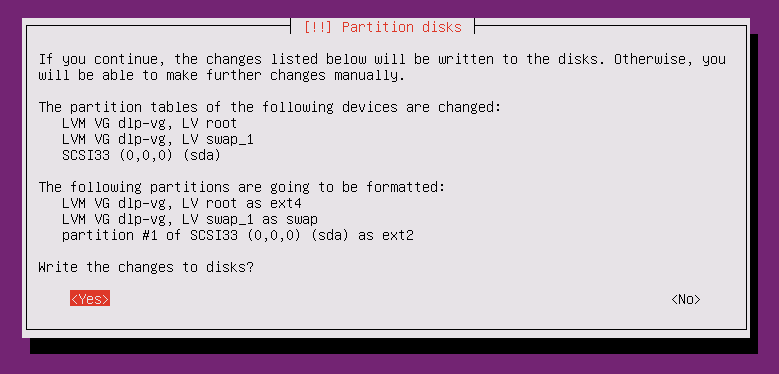 [!!] Partition disks
If you continue, the changes listed below will be written to the disks. Otherwise, you
will be able to make further changes manually.
The partition tables of the following devices are changed:
LVM VG dlp-vg, LV root
LVM VG dlp-vg, LV swap_1
SCSI33 (0,0,0) (sda)
The following partitions are going to be formatted:
LVM VG dlp-vg, LV root as ext4
LVM VG dlp-vg, LV swap_1 as swap
partition #1 of SCSI33 (0,0,0) (sda) as ext2
Write the changes to disks?
<Yes> <No>